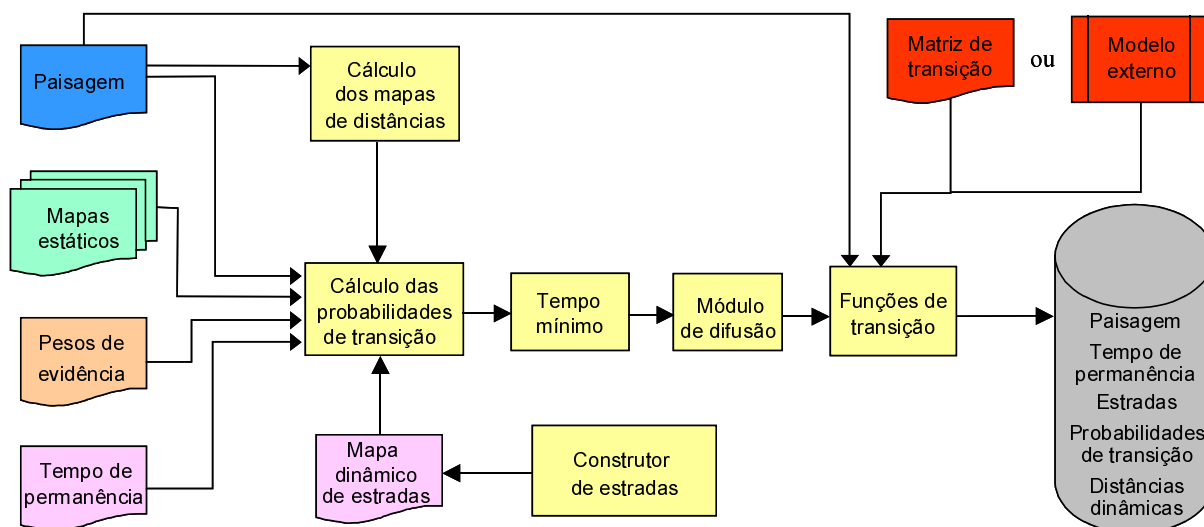 Paisagem
Cálculo
dos mapas
de distâncias
Matriz de
transição
ou
Modelo
externo
Mapas
estáticos
Cálculo das
probabilidades
de transição
Tempo
mínimo
Módulo
de difusão
Funções de
transição
Pesos de
evidência
Tempo de
permanência
Mapa
dinâmico
de estradas
Construtor
de estradas
Paisagem
Tempo de
permanência
Estradas
Probabilidades
de transição
Distâncias
dinâmicas